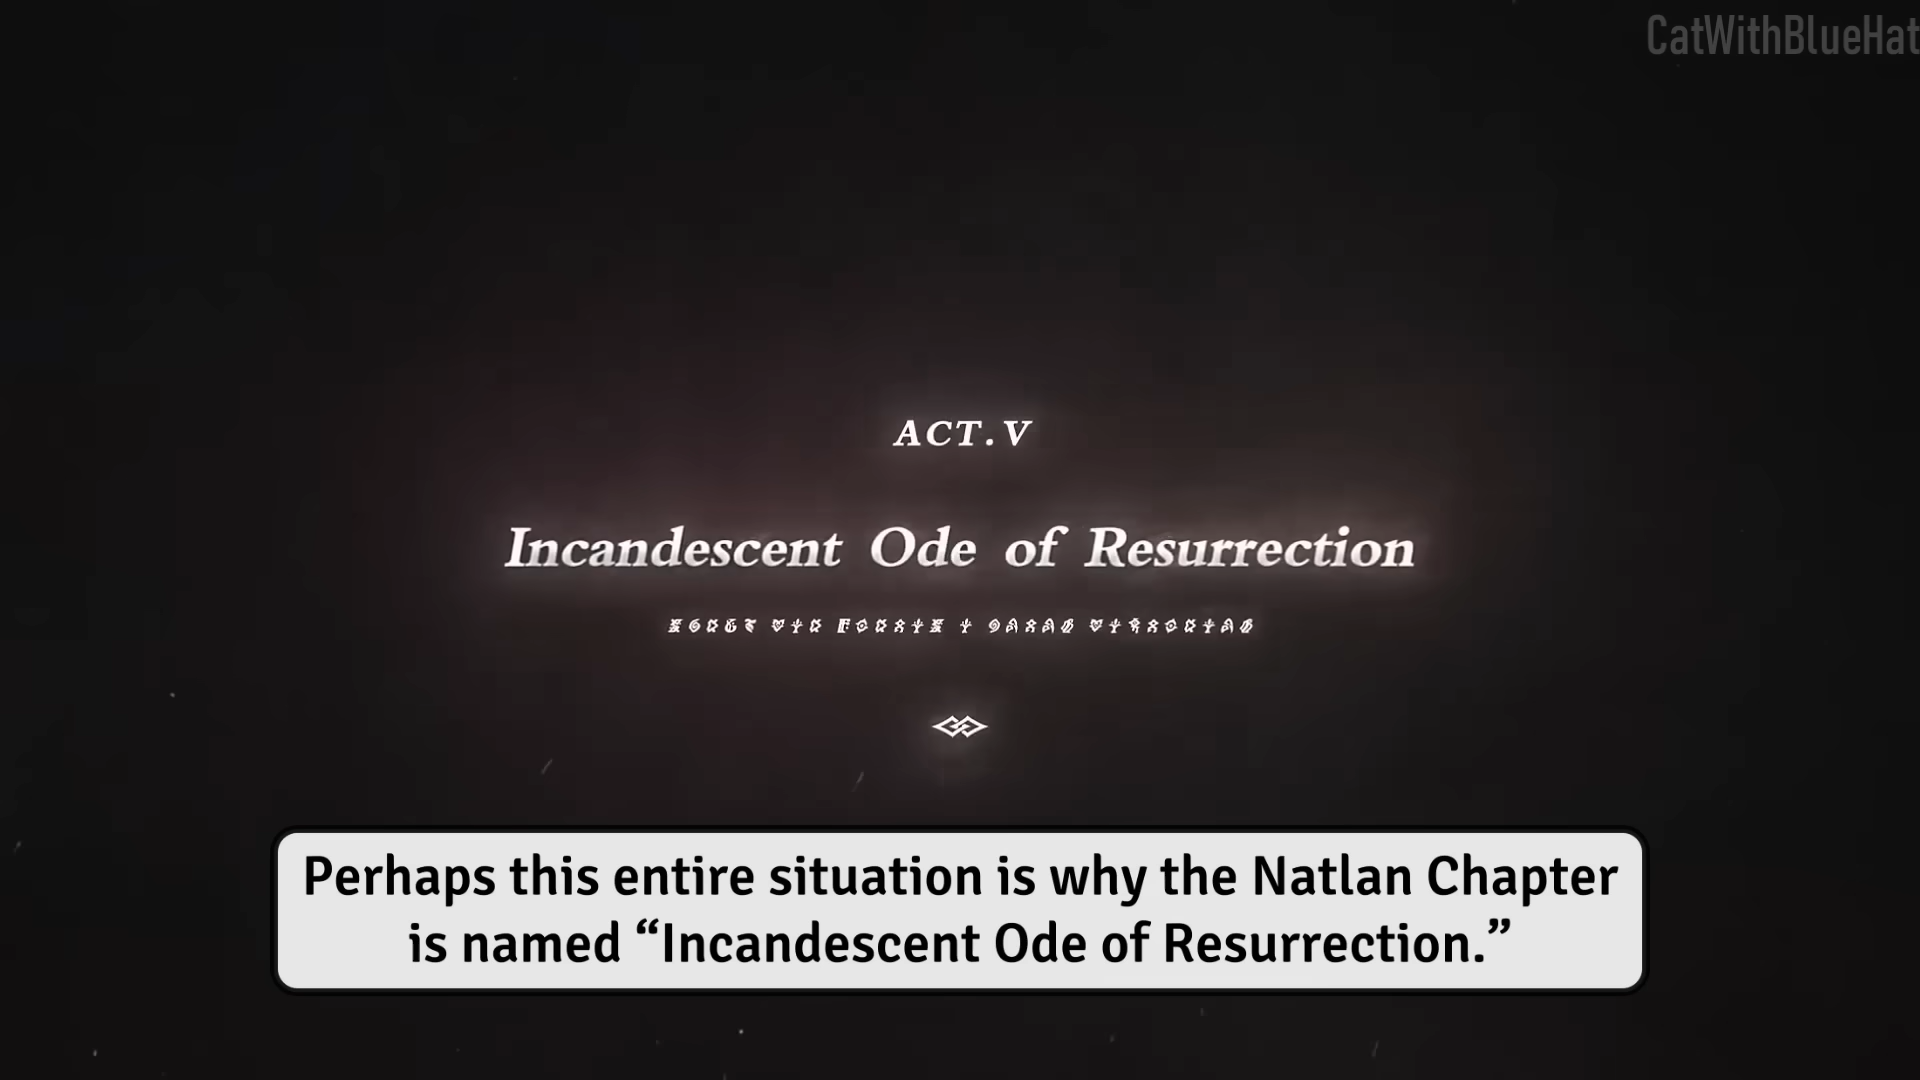 CatWithBlueHat
ACT.V
Incandescent Ode of Resurrection
Perhaps this entire situation is why the Natlan Chapter
is named “Incandescent Ode of Resurrection.”